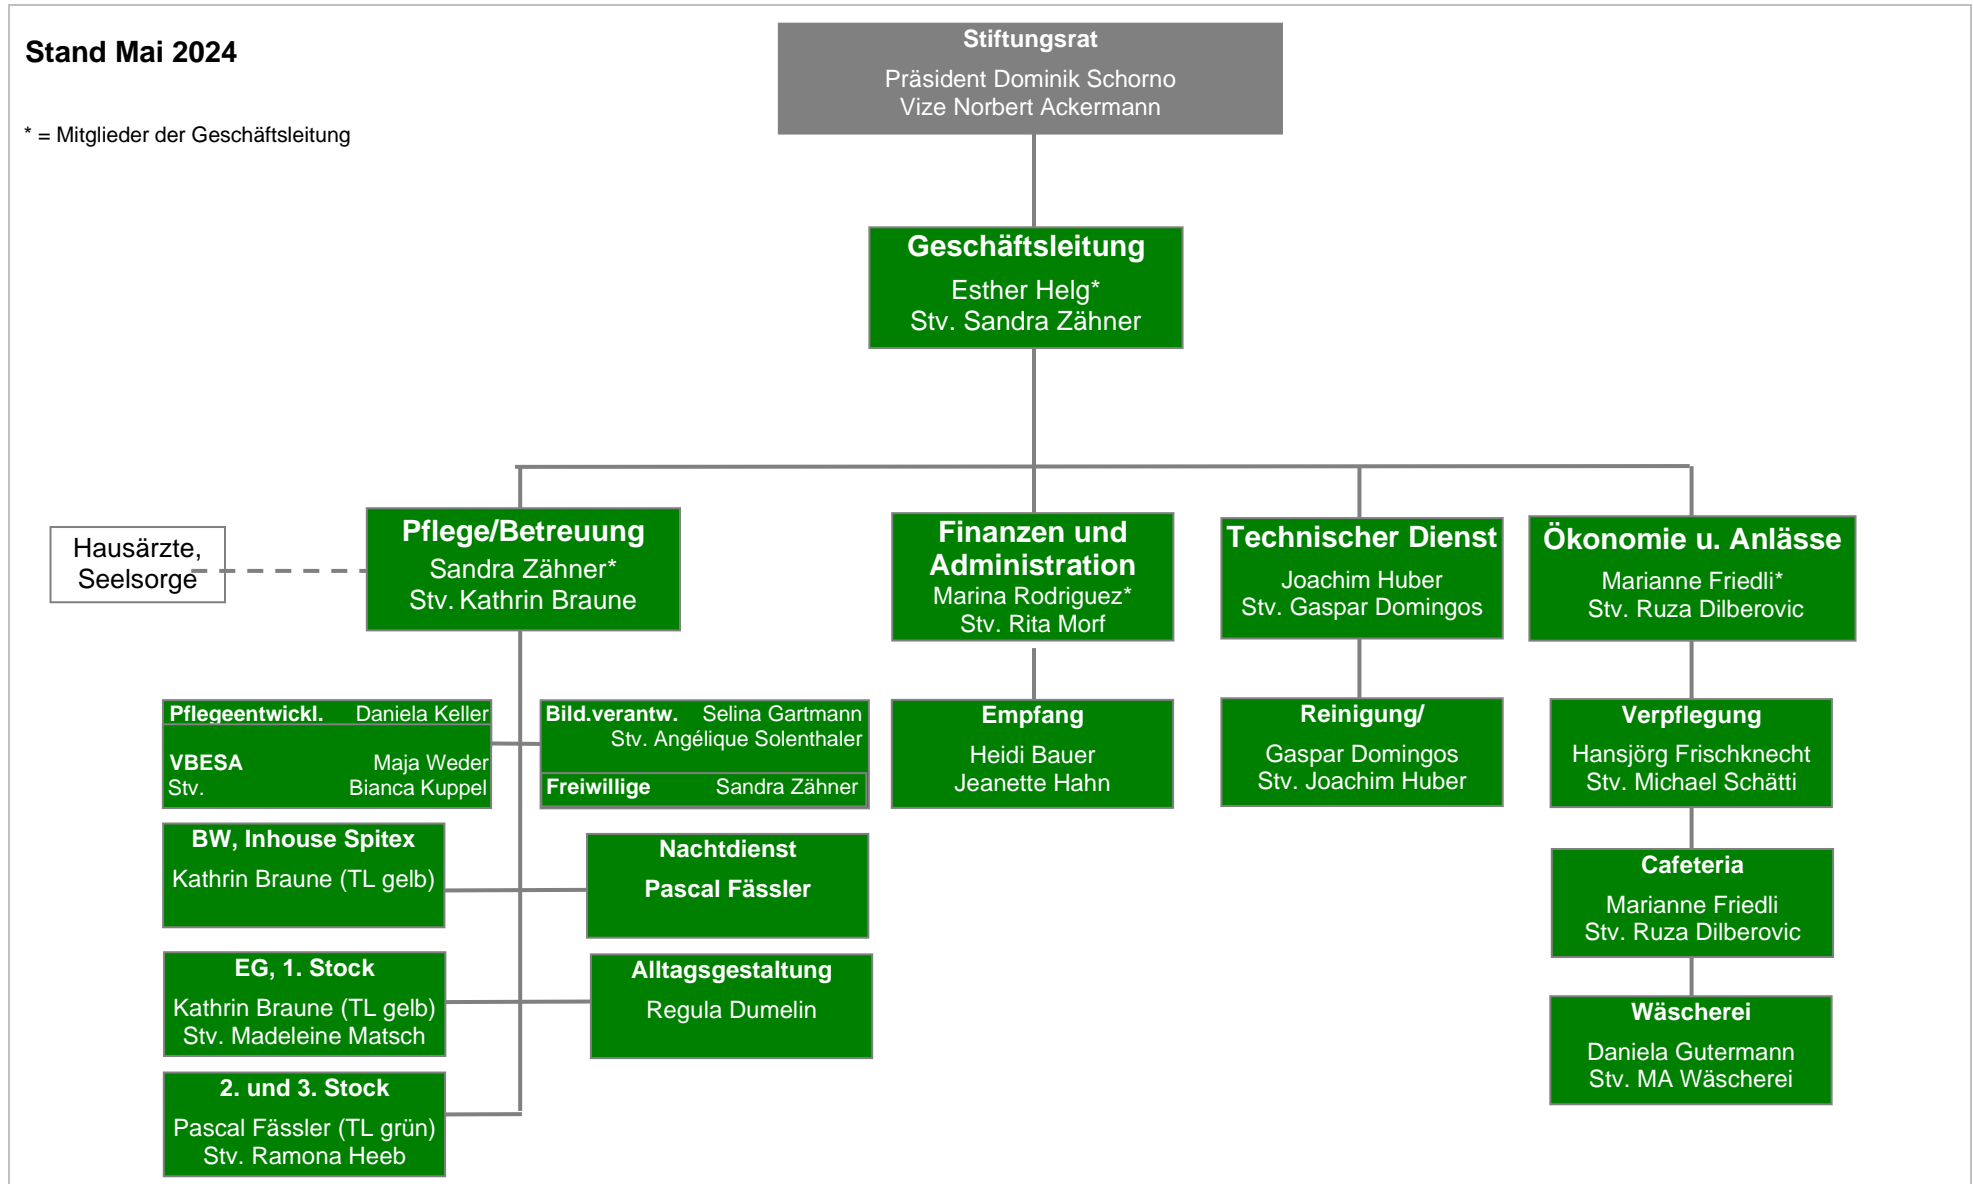 Stand Mai 2024
* = Mitglieder der Geschäftsleitung
Stiftungsrat
Präsident Dominik Schorno
Vize Norbert Ackermann
Geschäftsleitung
Esther Helg*
Stv. Sandra Zähner
Hausärzte,
Seelsorge
Pflege/Betreuung
Sandra Zähner*
Stv. Kathrin Braune
Finanzen und
Administration
Marina Rodriguez*
Stv. Rita Morf
Technischer Dienst
Joachim Huber
Stv. Gaspar Domingos
Ökonomie u. Anlässe
Marianne Friedli*
Stv. Ruza Dilberovic
Pflegeentwickl. Daniela Keller
VBESA Maja Weder
Stv. Bianca Kuppel
Bild.verantw. Selina Gartmann
Stv. Angélique Solenthaler
Freiwillige Sandra Zähner
Empfang
Heidi Bauer
Jeanette Hahn
Reinigung/
Gaspar Domingos
Stv. Joachim Huber
Verpflegung
Hansjörg Frischknecht
Stv. Michael Schätti
BW, Inhouse Spitex
Kathrin Braune (TL gelb)
Nachtdienst
Pascal Fässler
Cafeteria
Marianne Friedli
Stv. Ruza Dilberovic
EG, 1. Stock
Kathrin Braune (TL gelb)
Stv. Madeleine Matsch
Alltagsgestaltung
Regula Dumelin
Wäscherei
Daniela Gutermann
Stv. MA Wäscherei
2. und 3. Stock
Pascal Fässler (TL grün)
Stv. Ramona Heeb